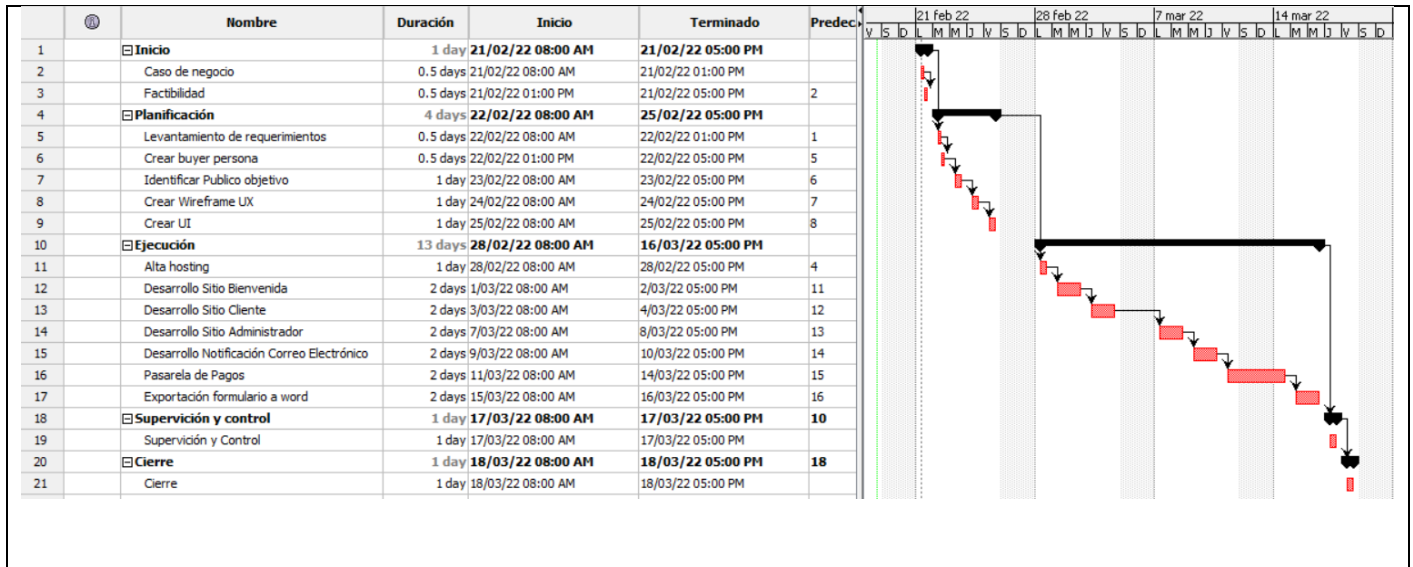 Nombre Duración Inicio Terminado Predec 21 feb 22 28 feb 22 7 mar 22 14 mar 22
V S D L M M J V S D L M M J V S D L M M J V S D L M M J V S D
1 Inicio 1 day 21/02/22 08:00 AM 21/02/22 05:00 PM
2 Caso de negocio 0.5 days 21/02/22 08:00 AM 21/02/22 01:00 PM
3 Factibilidad 0.5 days 21/02/22 01:00 PM 21/02/22 05:00 PM 2
4 Planificación 4 days 22/02/22 08:00 AM 25/02/22 05:00 PM
5 Levantamiento de requerimientos 0.5 days 22/02/22 08:00 AM 22/02/22 01:00 PM 1
6 Crear buyer persona 0.5 days 22/02/22 01:00 PM 22/02/22 05:00 PM 5
7 Identificar Publico objetivo 1 day 23/02/22 08:00 AM 23/02/22 05:00 PM 6
8 Crear Wireframe UX 1 day 24/02/22 08:00 AM 24/02/22 05:00 PM 7
9 Crear UI 1 day 25/02/22 08:00 AM 25/02/22 05:00 PM 8
10 Ejecución 13 days 28/02/22 08:00 AM 16/03/22 05:00 PM
11 Alta hosting 1 day 28/02/22 08:00 AM 28/02/22 05:00 PM 4
12 Desarrollo Sitio Bienvenida 2 days 1/03/22 08:00 AM 2/03/22 05:00 PM 11
13 Desarrollo Sitio Cliente 2 days 3/03/22 08:00 AM 4/03/22 05:00 PM 12
14 Desarrollo Sitio Administrador 2 days 7/03/22 08:00 AM 8/03/22 05:00 PM 13
15 Desarrollo Notificación Correo Electrónico 2 days 9/03/22 08:00 AM 10/03/22 05:00 PM 14
16 Pasarela de Pagos 2 days 11/03/22 08:00 AM 14/03/22 05:00 PM 15
17 Exportación formulario a word 2 days 15/03/22 08:00 AM 16/03/22 05:00 PM 16
18 Supervisión y control 1 day 17/03/22 08:00 AM 17/03/22 05:00 PM 10
19 Supervisión y Control 1 day 17/03/22 08:00 AM 17/03/22 05:00 PM
20 Cierre 1 day 18/03/22 08:00 AM 18/03/22 05:00 PM 18
21 Cierre 1 day 18/03/22 08:00 AM 18/03/22 05:00 PM